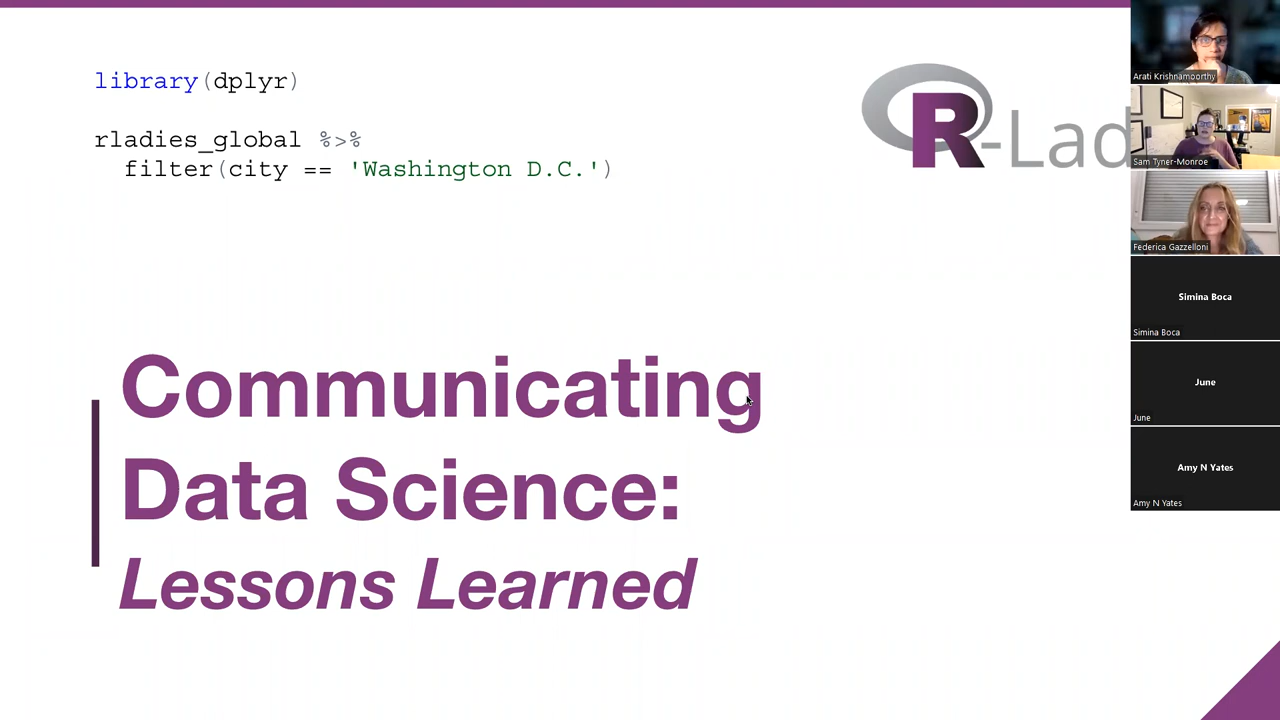 library(dplyr)
rladies_global %>%
filter(city == 'Washington D.C.')
R-Lad
Communicating
Data Science:
Lessons Learned
Arati Krishnamoorthy
Sam Tyner-Monroe
Federica Gazzelloni
Simina Boca
Simina Boca
June
June
Amy N Yates
Amy N Yates